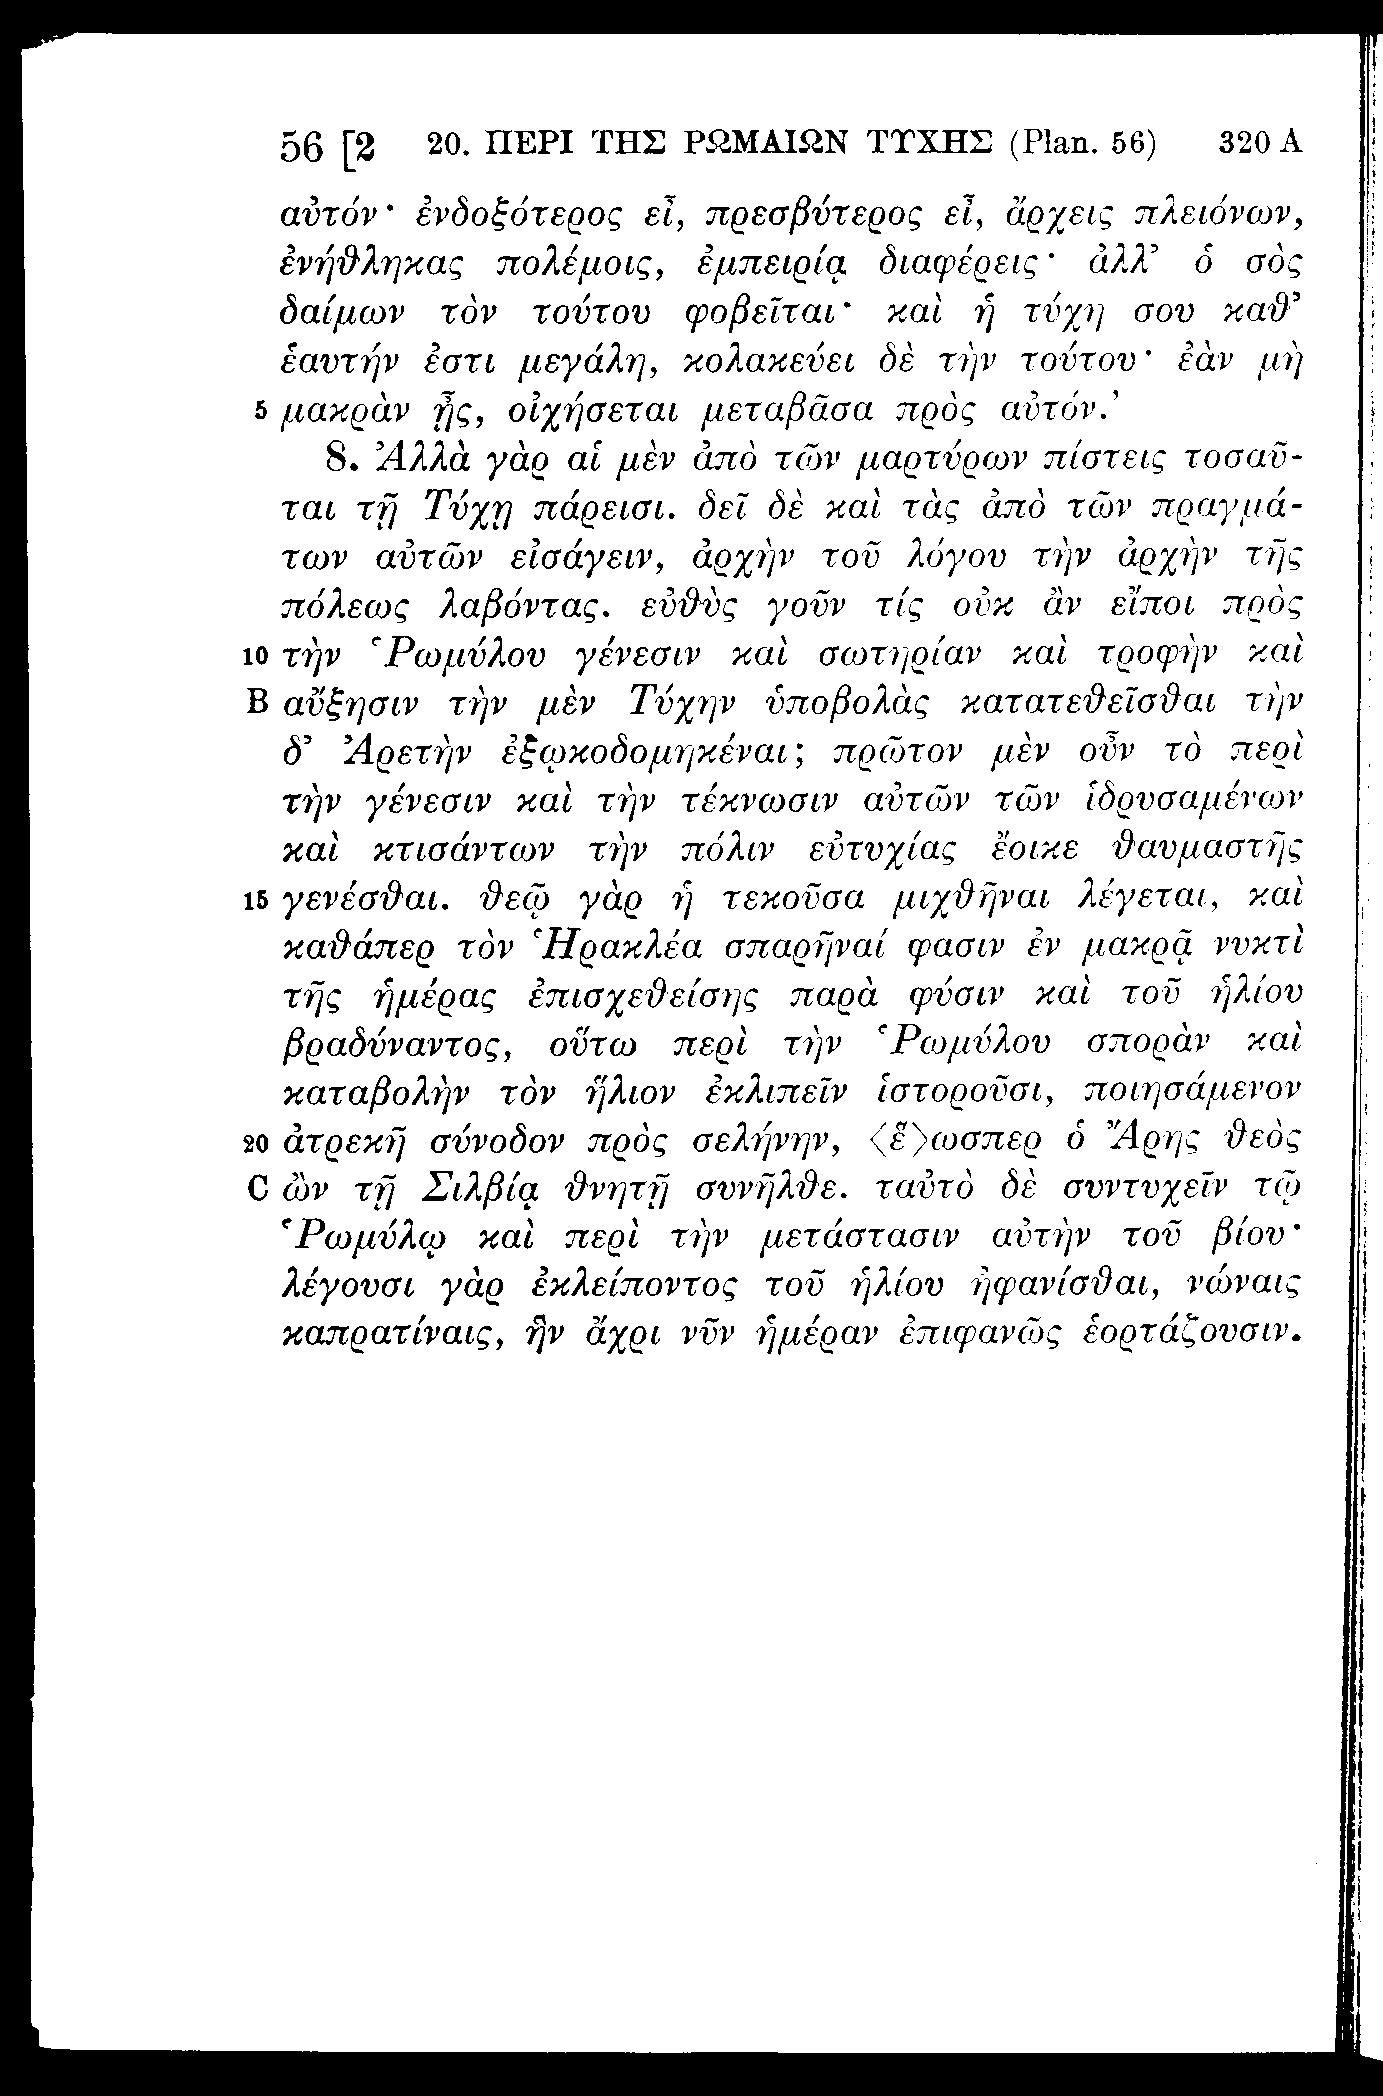 56 [2 20. ΠΕΡΙ ΤΗΣ ΡΩΜΑΙΩΝ ΤΥΧΗΣ (Plan. 56) 320 A
αὐτόν· ἐνδοξότερος εἶ, πρεσβύτερος εἶ, ἄρχεις πλειόνων,
ἐνήθληκας πολέμοις, ἐμπειρίᾳ διαφέρεις· ἀλλ’ ὁ σὸς
δαίμων τὸν τούτου φοβεῖται· καὶ ἡ τύχη σου καθ’
ἑαυτήν ἐστι μεγάλη, κολακεύει δὲ τὴν τούτου· ἐὰν μὴ
5 μακρὰν ᾖς, οἰχήσεται μεταβᾶσα πρὸς αὐτόν.’
8. Ἀλλὰ γὰρ αἱ μὲν ἀπὸ τῶν μαρτύρων πίστεις τοσαῦ-
ται τῇ Τύχῃ πάρεισι. δεῖ δὲ καὶ τὰς ἀπὸ τῶν πραγμά-
των αὐτῶν εἰσάγειν, ἀρχὴν τοῦ λόγου τὴν ἀρχὴν τῆς
πόλεως λαβόντας. εὐθὺς γοῦν τίς οὐκ ἂν εἴποι πρὸς
10 τὴν Ῥωμύλου γένεσιν καὶ σωτηρίαν καὶ τροφὴν καὶ
B αὔξησιν τὴν μὲν Τύχην ὑποβολὰς κατατεθεῖσθαι τὴν
δ’ Ἀρετὴν ἐξῳκοδομηκέναι; πρῶτον μὲν οὖν τὸ περὶ
τὴν γένεσιν καὶ τὴν τέκνωσιν αὐτῶν τῶν ἱδρυσαμένων
καὶ κτισάντων τὴν πόλιν εὐτυχίας ἔοικε θαυμαστῆς
15 γενέσθαι. θεῷ γὰρ ἡ τεκοῦσα μιχθῆναι λέγεται, καὶ
καθάπερ τὸν Ἡρακλέα σπαρῆναί φασιν ἐν μακρᾷ νυκτὶ
τῆς ἡμέρας ἐπισχεθείσης παρὰ φύσιν καὶ τοῦ ἡλίου
βραδύναντος, οὕτω περὶ τὴν Ῥωμύλου σπορὰν καὶ
καταβολὴν τὸν ἥλιον ἐκλιπεῖν ἱστοροῦσι, ποιησάμενον
20 ἀτρεκῆ σύνοδον πρὸς σελήνην, ⟨ἕ⟩ωσπερ ὁ Ἄρης θεὸς
C ὢν τῇ Σιλβίᾳ θνητῇ συνῆλθε. ταὐτὸ δὲ συντυχεῖν τῷ
Ῥωμύλῳ καὶ περὶ τὴν μετάστασιν αὐτὴν τοῦ βίου·
λέγουσι γὰρ ἐκλείποντος τοῦ ἡλίου ἠφανίσθαι, νώναις
καπρατίναις, ἣν ἄχρι νῦν ἡμέραν ἐπιφανῶς ἑορτάζουσιν.